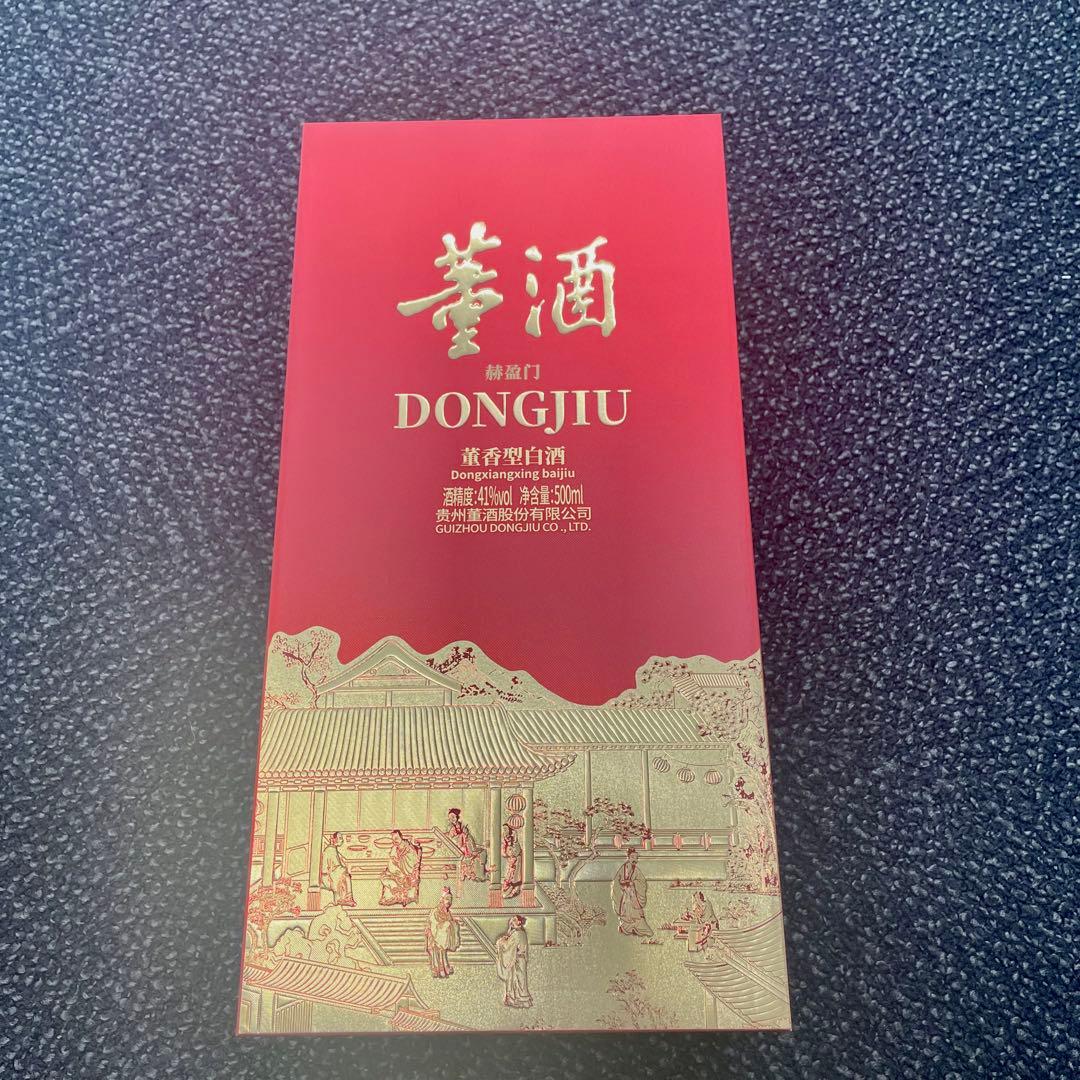 董酒
赫盈门
DONGJIU
董香型白酒
Dongxiangxing baijiu
酒精度:41%vol 净含量:500ml
贵州董酒股份有限公司
GUIZHOU DONGJIU CO.,LTD.